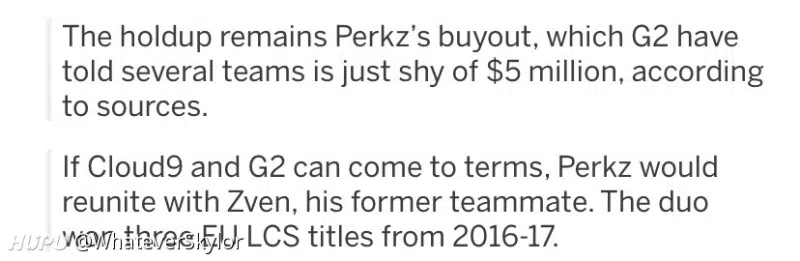 The holdup remains Perkz's buyout, which G2 have
told several teams is just shy of $5 million, according
to sources.
If Cloud9 and G2 can come to terms, Perkz would
reunite with Zven, his former teammate. The duo
won three EU LCS titles from 2016-17.
HUPU @WhateverSkylor